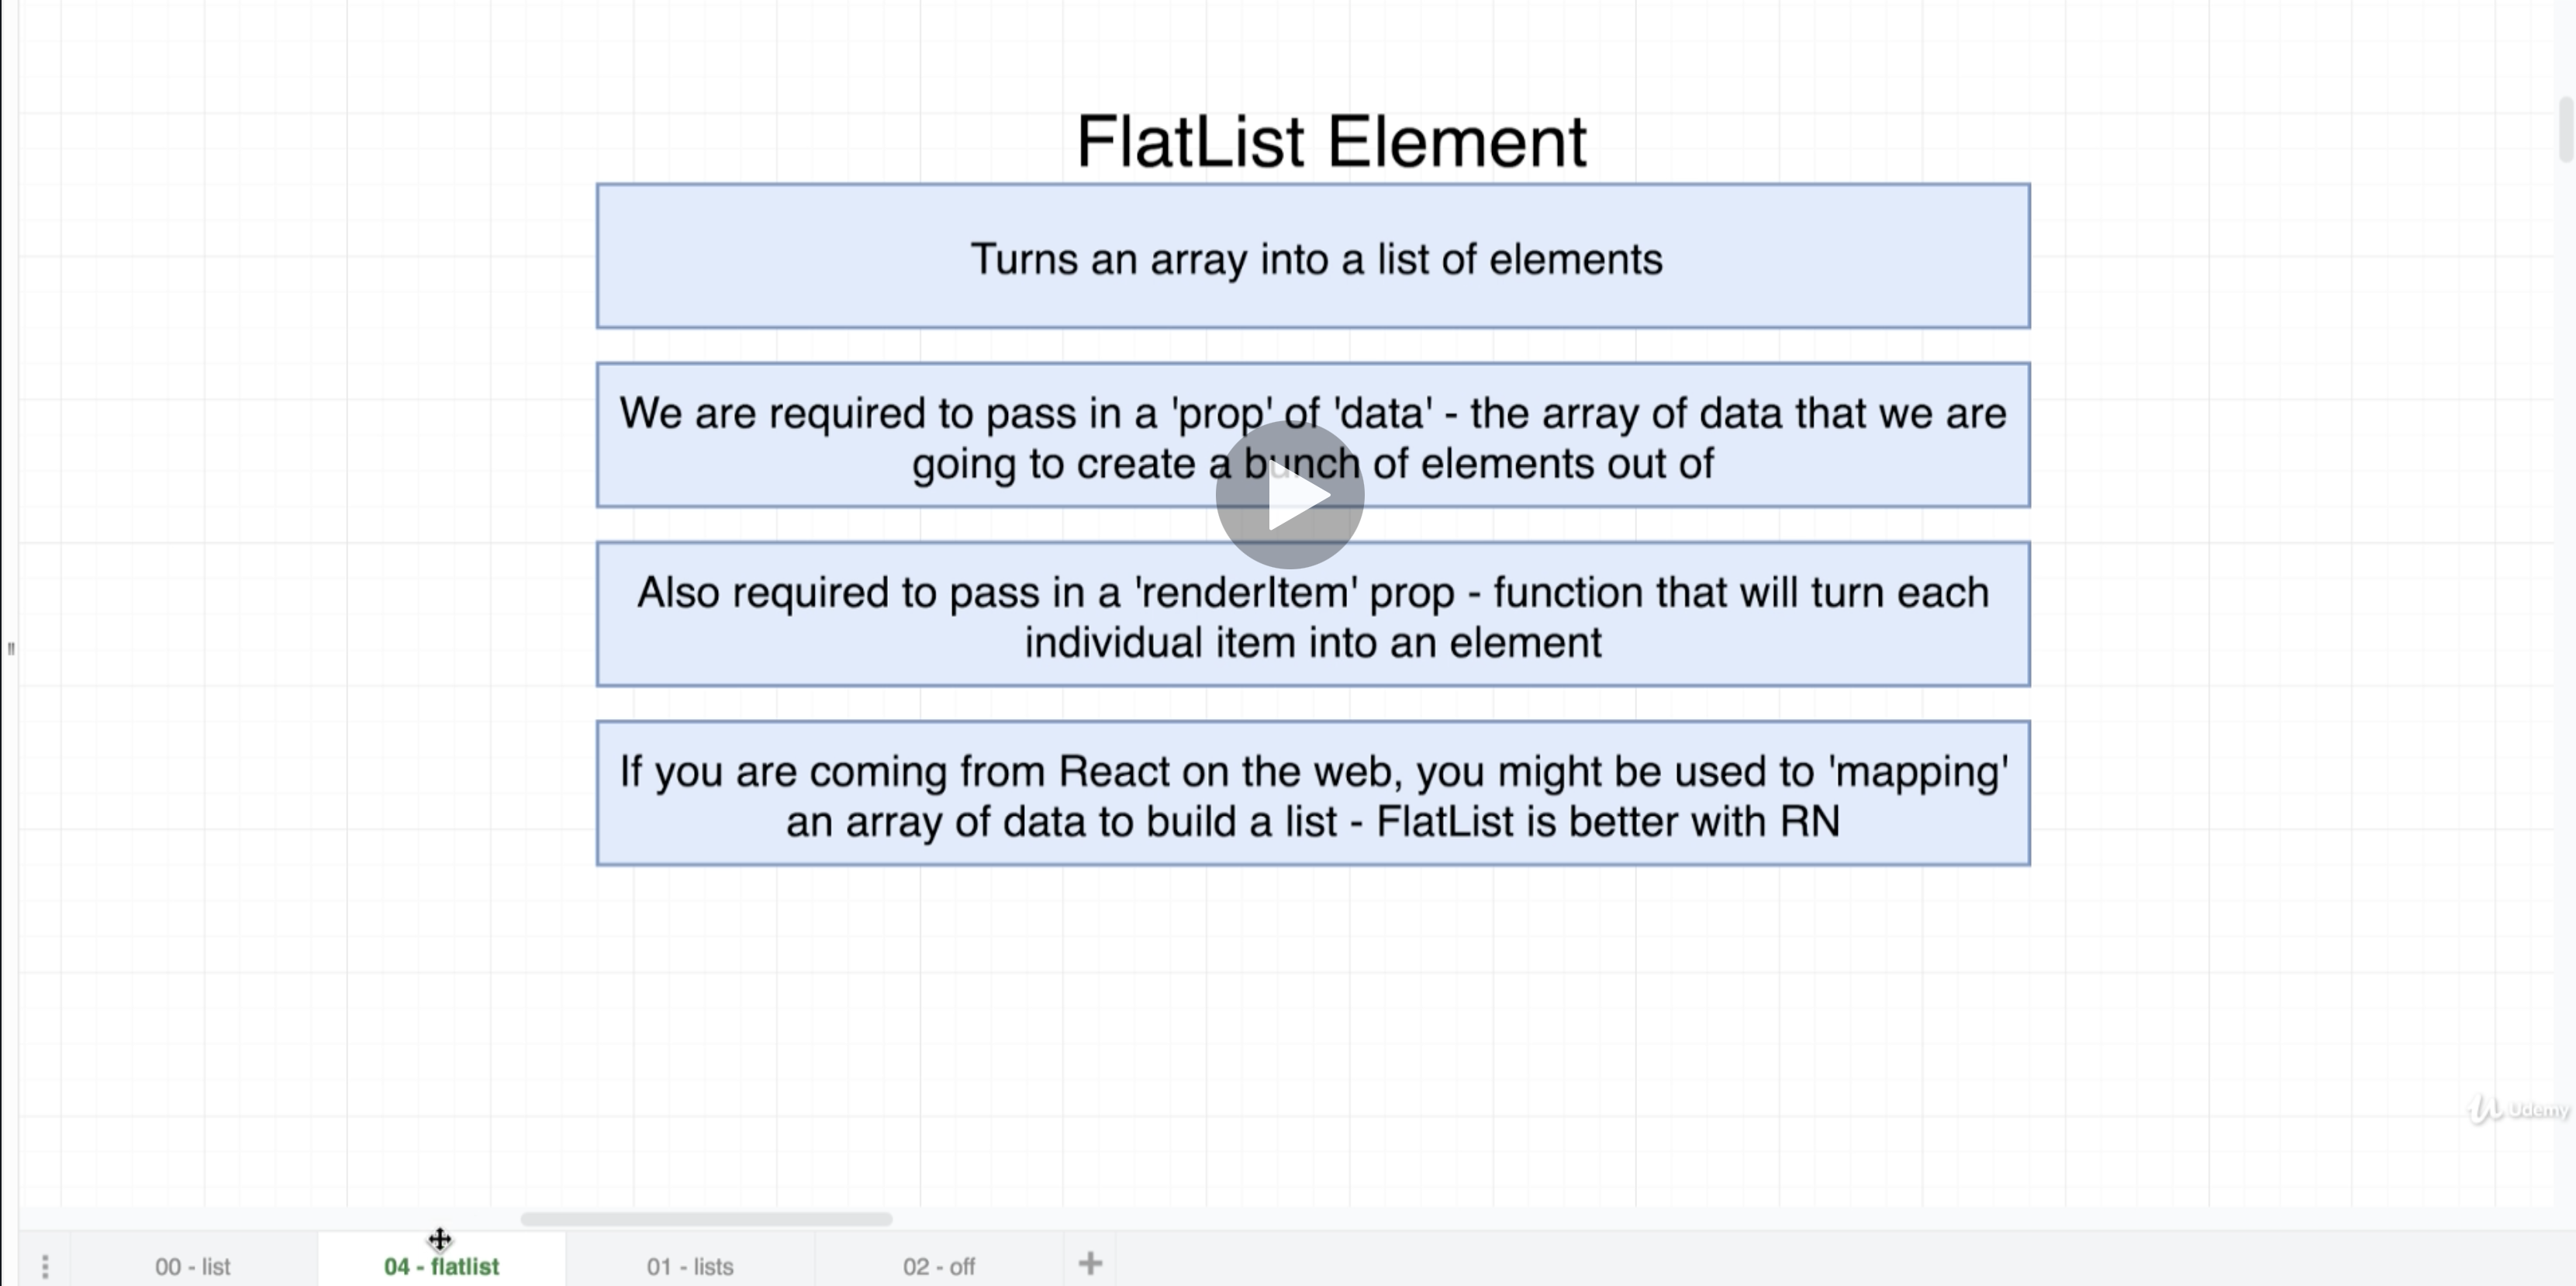 FlatList Element
Turns an array into a list of elements
We are required to pass in a 'prop' of 'data' - the array of data that we are
going to create a bunch of elements out of
Also required to pass in a 'renderItem' prop - function that will turn each
individual item into an element
If you are coming from React on the web, you might be used to 'mapping'
an array of data to build a list - FlatList is better with RN
Udemy
00 - list
04 - flatlist
01 - lists
02 - off